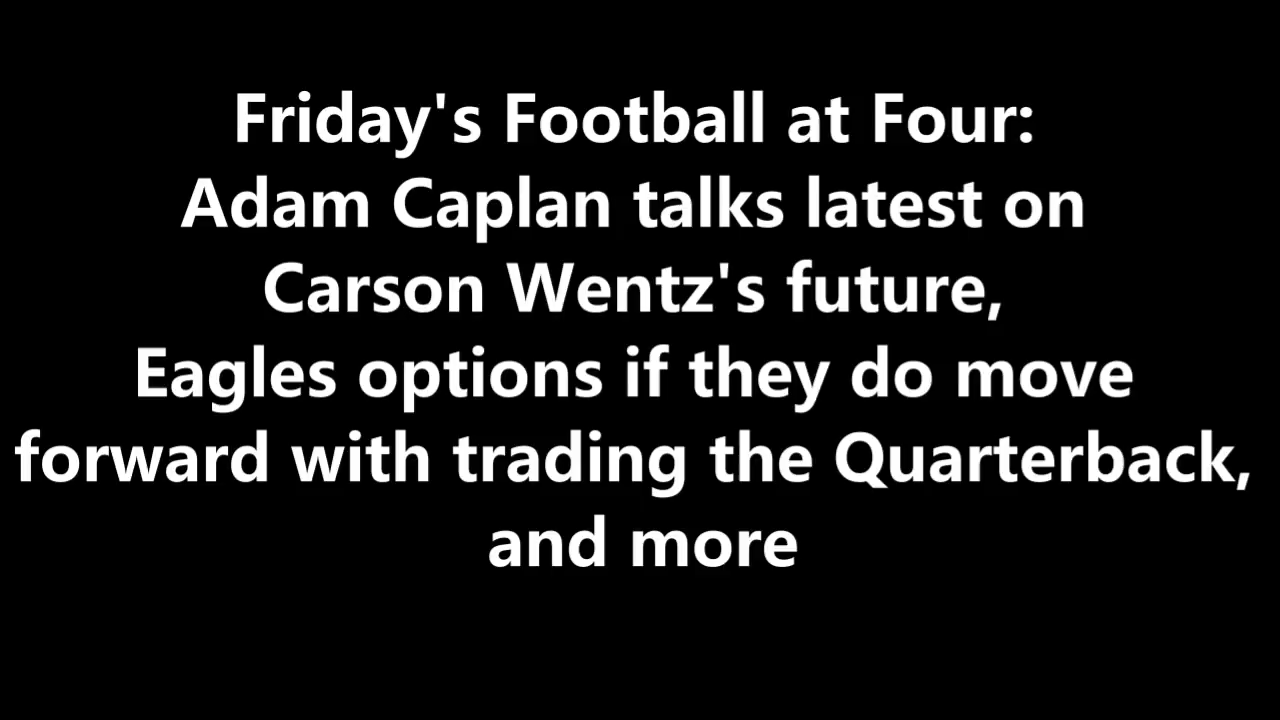 Friday's Football at Four:
Adam Caplan talks latest on
Carson Wentz's future,
Eagles options if they do move
forward with trading the Quarterback,
and more